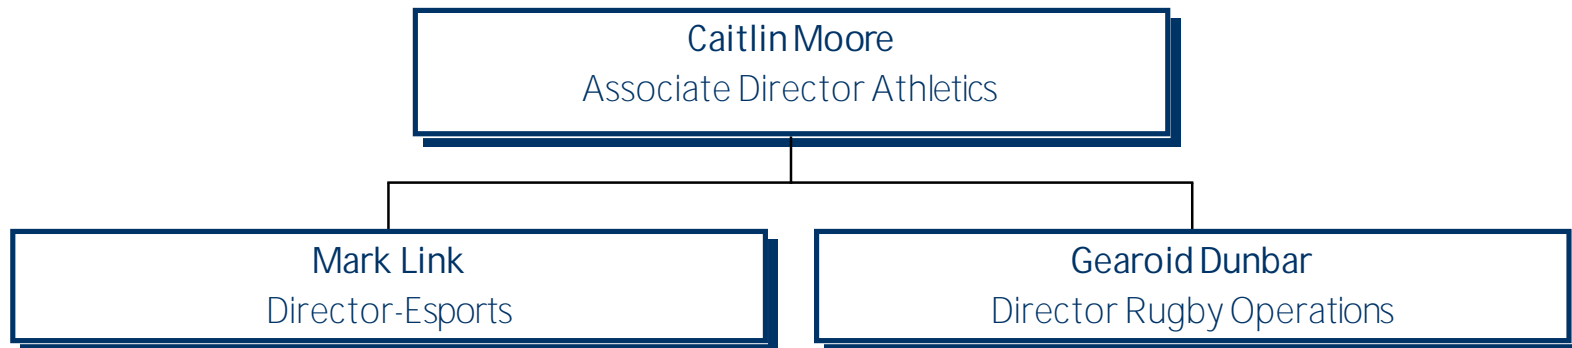 Caitlin Moore
Associate Director Athletics
Mark Link
Director-Esports
Gearoid Dunbar
Director Rugby Operations